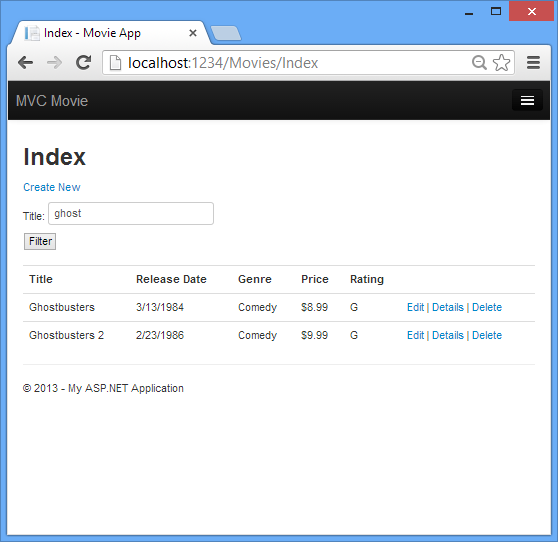 Index - Movie App
localhost:1234/Movies/Index
MVC Movie
Index
Create New
Title: ghost
Filter
Title Release Date Genre Price Rating
Ghostbusters 3/13/1984 Comedy $8.99 G Edit | Details | Delete
Ghostbusters 2 2/23/1986 Comedy $9.99 G Edit | Details | Delete
© 2013 - My ASP.NET Application